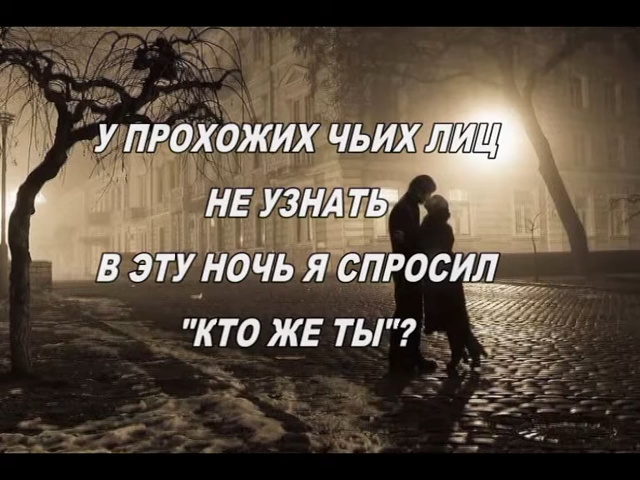 У ПРОХОЖИХ ЧЬИХ ЛИЦ
НЕ УЗНАТЬ
В ЭТУ НОЧЬ Я СПРОСИЛ
"КТО ЖЕ ТЫ"?